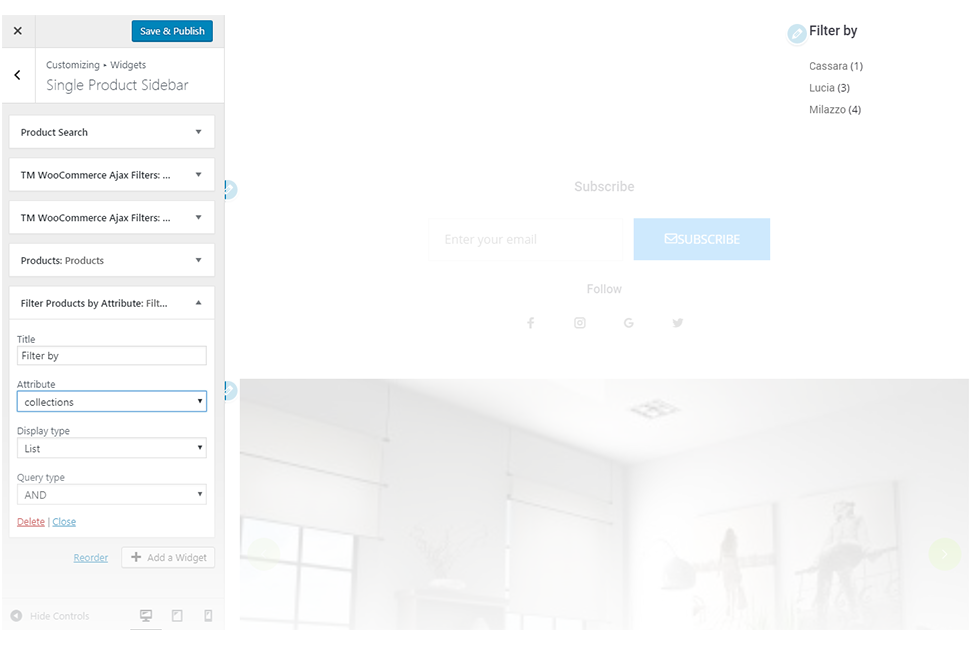 Save & Publish
Customizing • Widgets
Single Product Sidebar
Product Search
TM WooCommerce Ajax Filters: ...
TM WooCommerce Ajax Filters: ...
Products: Products
Filter Products by Attribute: Filt...
Title
Filter by
Attribute
collections
Display type
List
Query type
AND
Delete | Close
Reorder
Add a Widget
Hide Controls
Filter by
Cassara (1)
Lucia (3)
Milazzo (4)
Subscribe
Enter your email
SUBSCRIBE
Follow